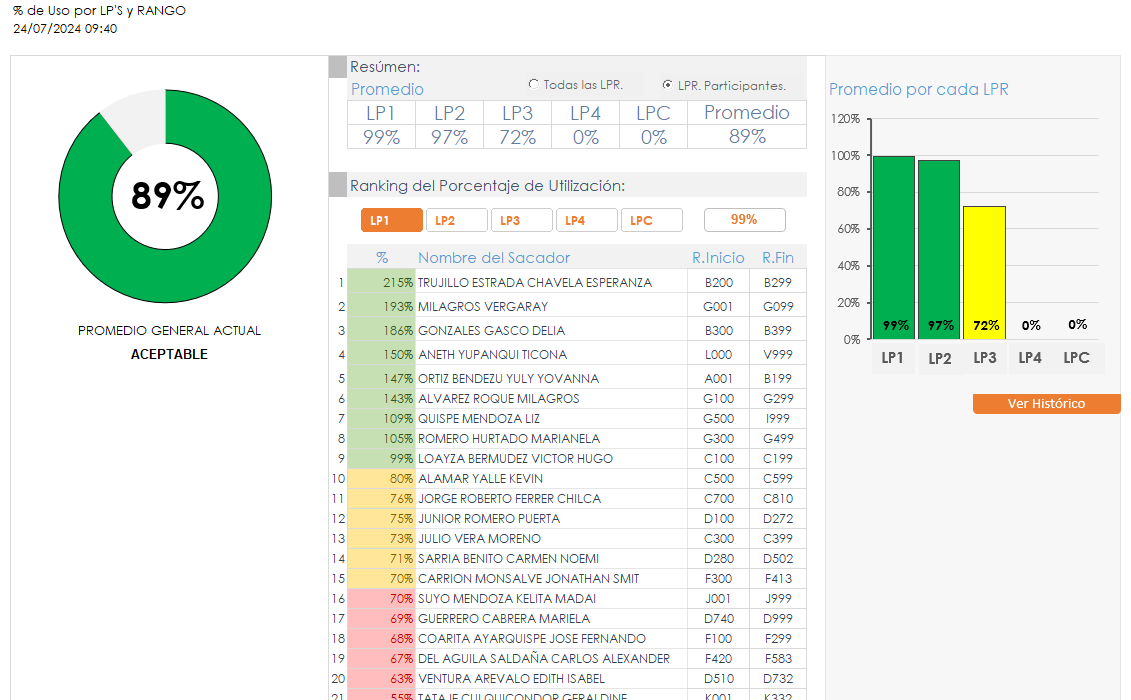 % de Uso por LP'S y RANGO
24/07/2024 09:40
89%
PROMEDIO GENERAL ACTUAL
ACEPTABLE
Resúmen:
Promedio
Todas las LPR. LPR. Participantes.
LP1 LP2 LP3 LP4 LPC Promedio
99% 97% 72% 0% 0% 89%
Ranking del Porcentaje de Utilización:
LP1 LP2 LP3 LP4 LPC 99%
% Nombre del Sacador R.Inicio R.Fin
1 215% TRUJILLO ESTRADA CHAVELA ESPERANZA B200 B299
2 193% MILAGROS VERGARAY G001 G099
3 186% GONZALES GASCO DELIA B300 B399
4 150% ANETH YUPANQUI TICONA L000 V999
5 147% ORTIZ BENDEZU YULY YOVANNA A001 B199
6 143% ALVAREZ ROQUE MILAGROS G100 G299
7 109% QUISPE MENDOZA LIZ G500 I999
8 105% ROMERO HURTADO MARIANELA G300 G499
9 99% LOAYZA BERMUDEZ VICTOR HUGO C100 C199
10 80% ALAMAR YALLE KEVIN C500 C599
11 76% JORGE ROBERTO FERRER CHILCA C700 C810
12 75% JUNIOR ROMERO PUERTA D100 D272
13 73% JULIO VERA MORENO C300 C399
14 71% SARRIA BENITO CARMEN NOEMI D280 D502
15 70% CARRION MONSALVE JONATHAN SMIT F300 F413
16 70% SUYO MENDOZA KELITA MADAI J001 J999
17 69% GUERRERO CABRERA MARIELA D740 D999
18 68% COARITA AYARQUISPE JOSE FERNANDO F100 F299
19 67% DEL AGUILA SALDAÑA CARLOS ALEXANDER F420 F583
20 63% VENTURA AREVALO EDITH ISABEL D510 D732
21 55% TATAJE CULQUICONDOR GERALDINE K001 K332
Promedio por cada LPR
120%
100%
80%
60%
40%
20%
0%
99% 97% 72% 0% 0%
LP1 LP2 LP3 LP4 LPC
Ver Histórico